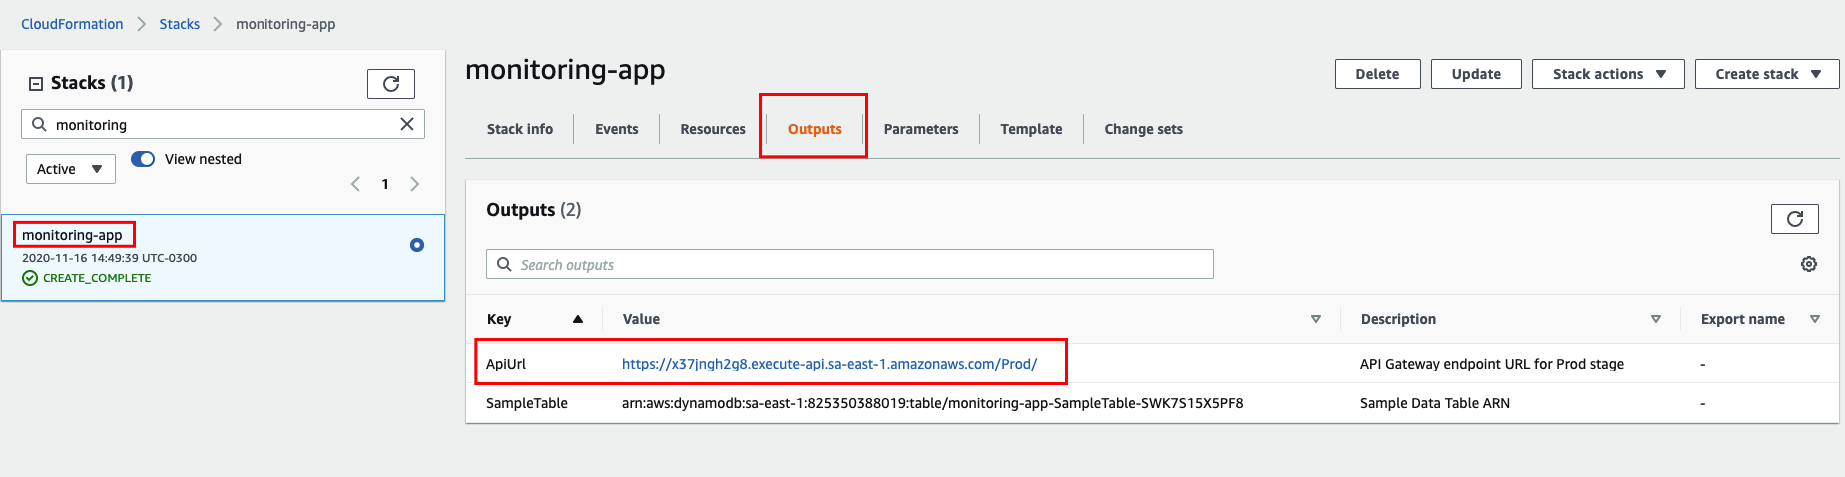 CloudFormation > Stacks > monitoring-app
Stacks (1)
monitoring
Active
View nested
1
monitoring-app
2020-11-16 14:49:39 UTC-0300
CREATE_COMPLETE
monitoring-app
Delete Update Stack actions Create stack
Stack info Events Resources Outputs Parameters Template Change sets
Outputs (2)
Search outputs
Key Value Description Export name
ApiUrl https://x37jngh2g8.execute-api.sa-east-1.amazonaws.com/Prod/ API Gateway endpoint URL for Prod stage -
SampleTable arn:aws:dynamodb:sa-east-1:825350388019:table/monitoring-app-SampleTable-SWK7S15X5PF8 Sample Data Table ARN -